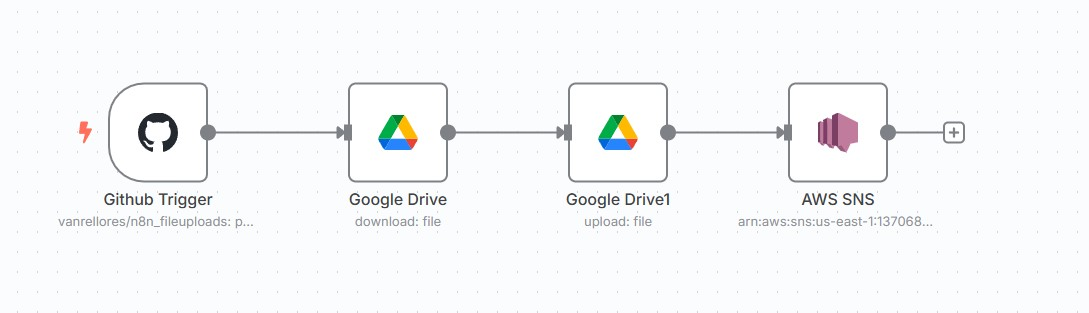 Github Trigger
vanrellores/n8n_fileuploads: p...
Google Drive
download: file
Google Drive1
upload: file
AWS SNS
arn:aws:sns:us-east-1:137068...